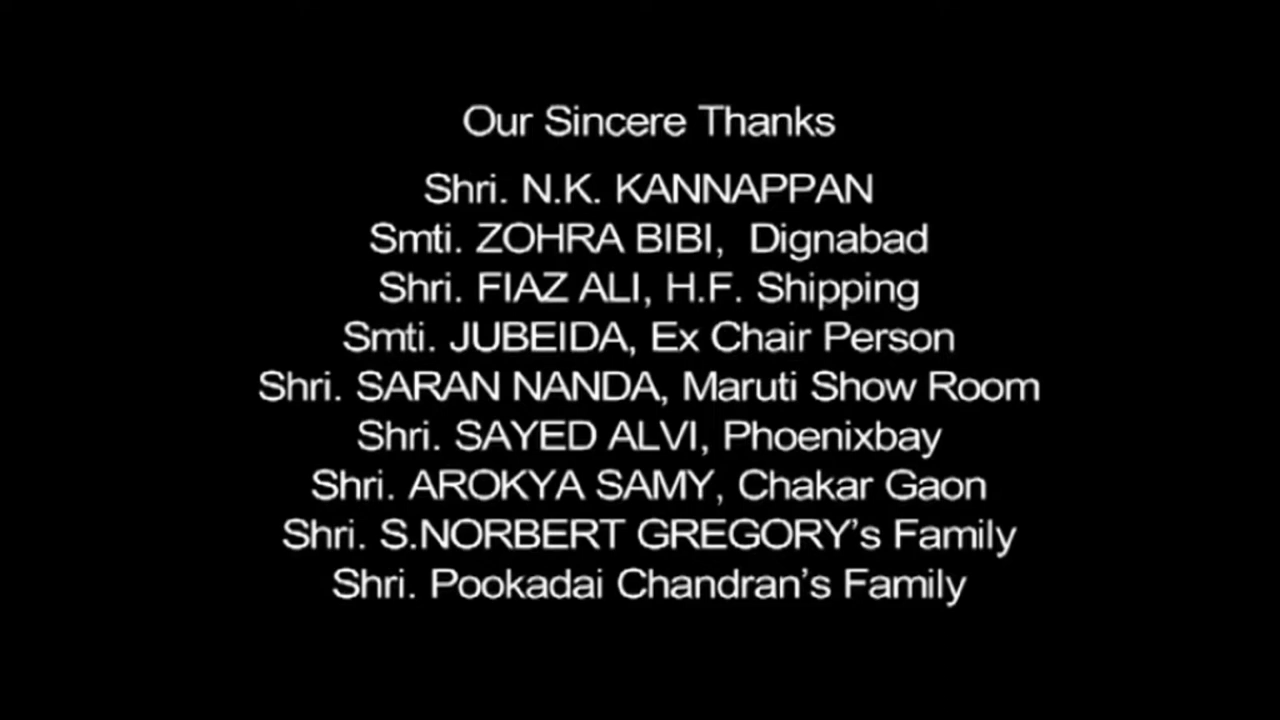 Our Sincere Thanks
Shri. N.K. KANNAPPAN
Smti. ZOHRA BIBI, Dignabad
Shri. FIAZ ALI, H.F. Shipping
Smti. JUBEIDA, Ex Chair Person
Shri. SARAN NANDA, Maruti Show Room
Shri. SAYED ALVI, Phoenixbay
Shri. AROKYA SAMY, Chakar Gaon
Shri. S.NORBERT GREGORY’s Family
Shri. Pookadai Chandran’s Family